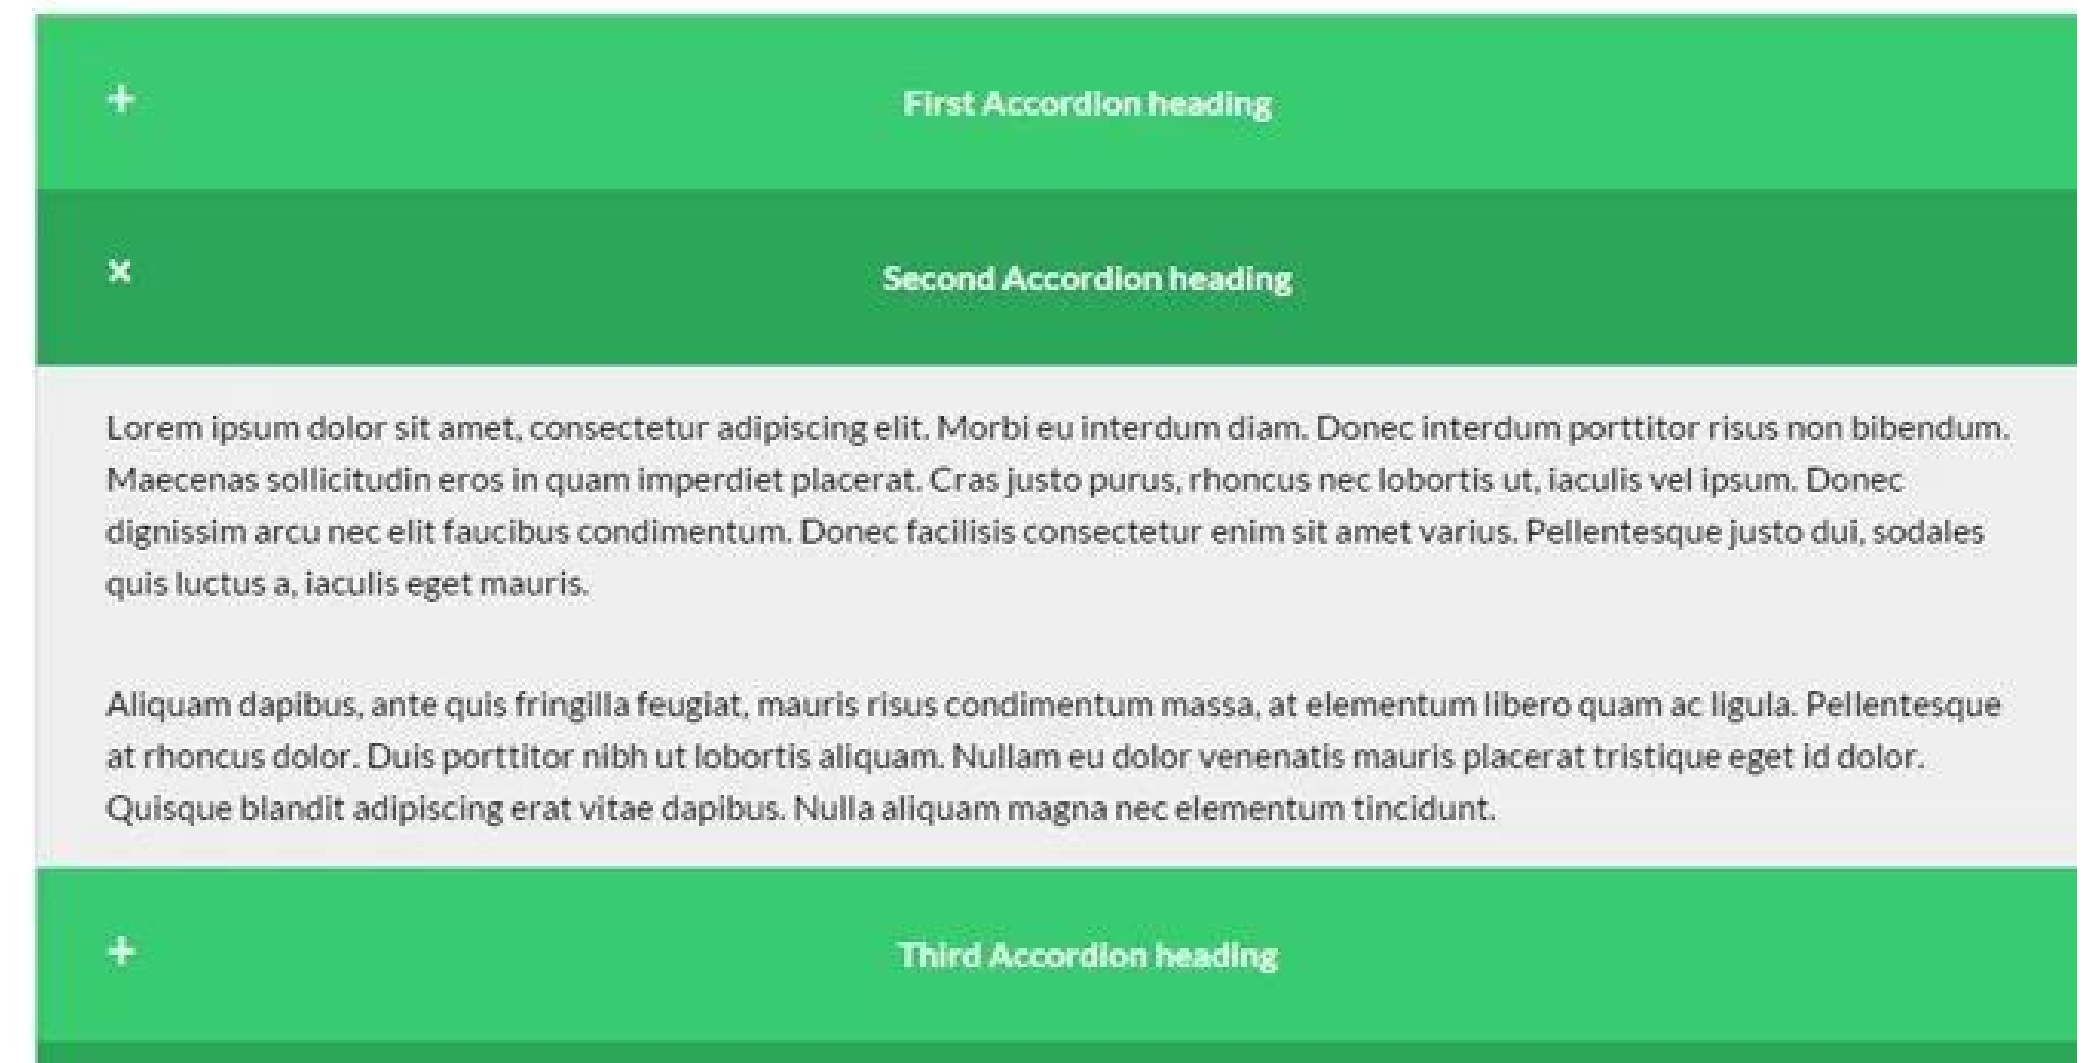 +
First Accordion heading
×
Second Accordion heading
Lorem ipsum dolor sit amet, consectetur adipiscing elit. Morbi eu interdum diam. Donec interdum porttitor risus non bibendum.
Maecenas sollicitudin eros in quam imperdiet placerat. Cras justo purus, rhoncus nec lobortis ut, iaculis vel ipsum. Donec
dignissim arcu nec elit faucibus condimentum. Donec facilisis consectetur enim sit amet varius. Pellentesque justo dui, sodales
quis luctus a, iaculis eget mauris.
Aliquam dapibus, ante quis fringilla feugiat, mauris risus condimentum massa, at elementum libero quam ac ligula. Pellentesque
at rhoncus dolor. Duis porttitor nibh ut lobortis aliquam. Nullam eu dolor venenatis mauris placerat tristique eget id dolor.
Quisque blandit adipiscing erat vitae dapibus. Nulla aliquam magna nec elementum tincidunt.
+
Third Accordion heading